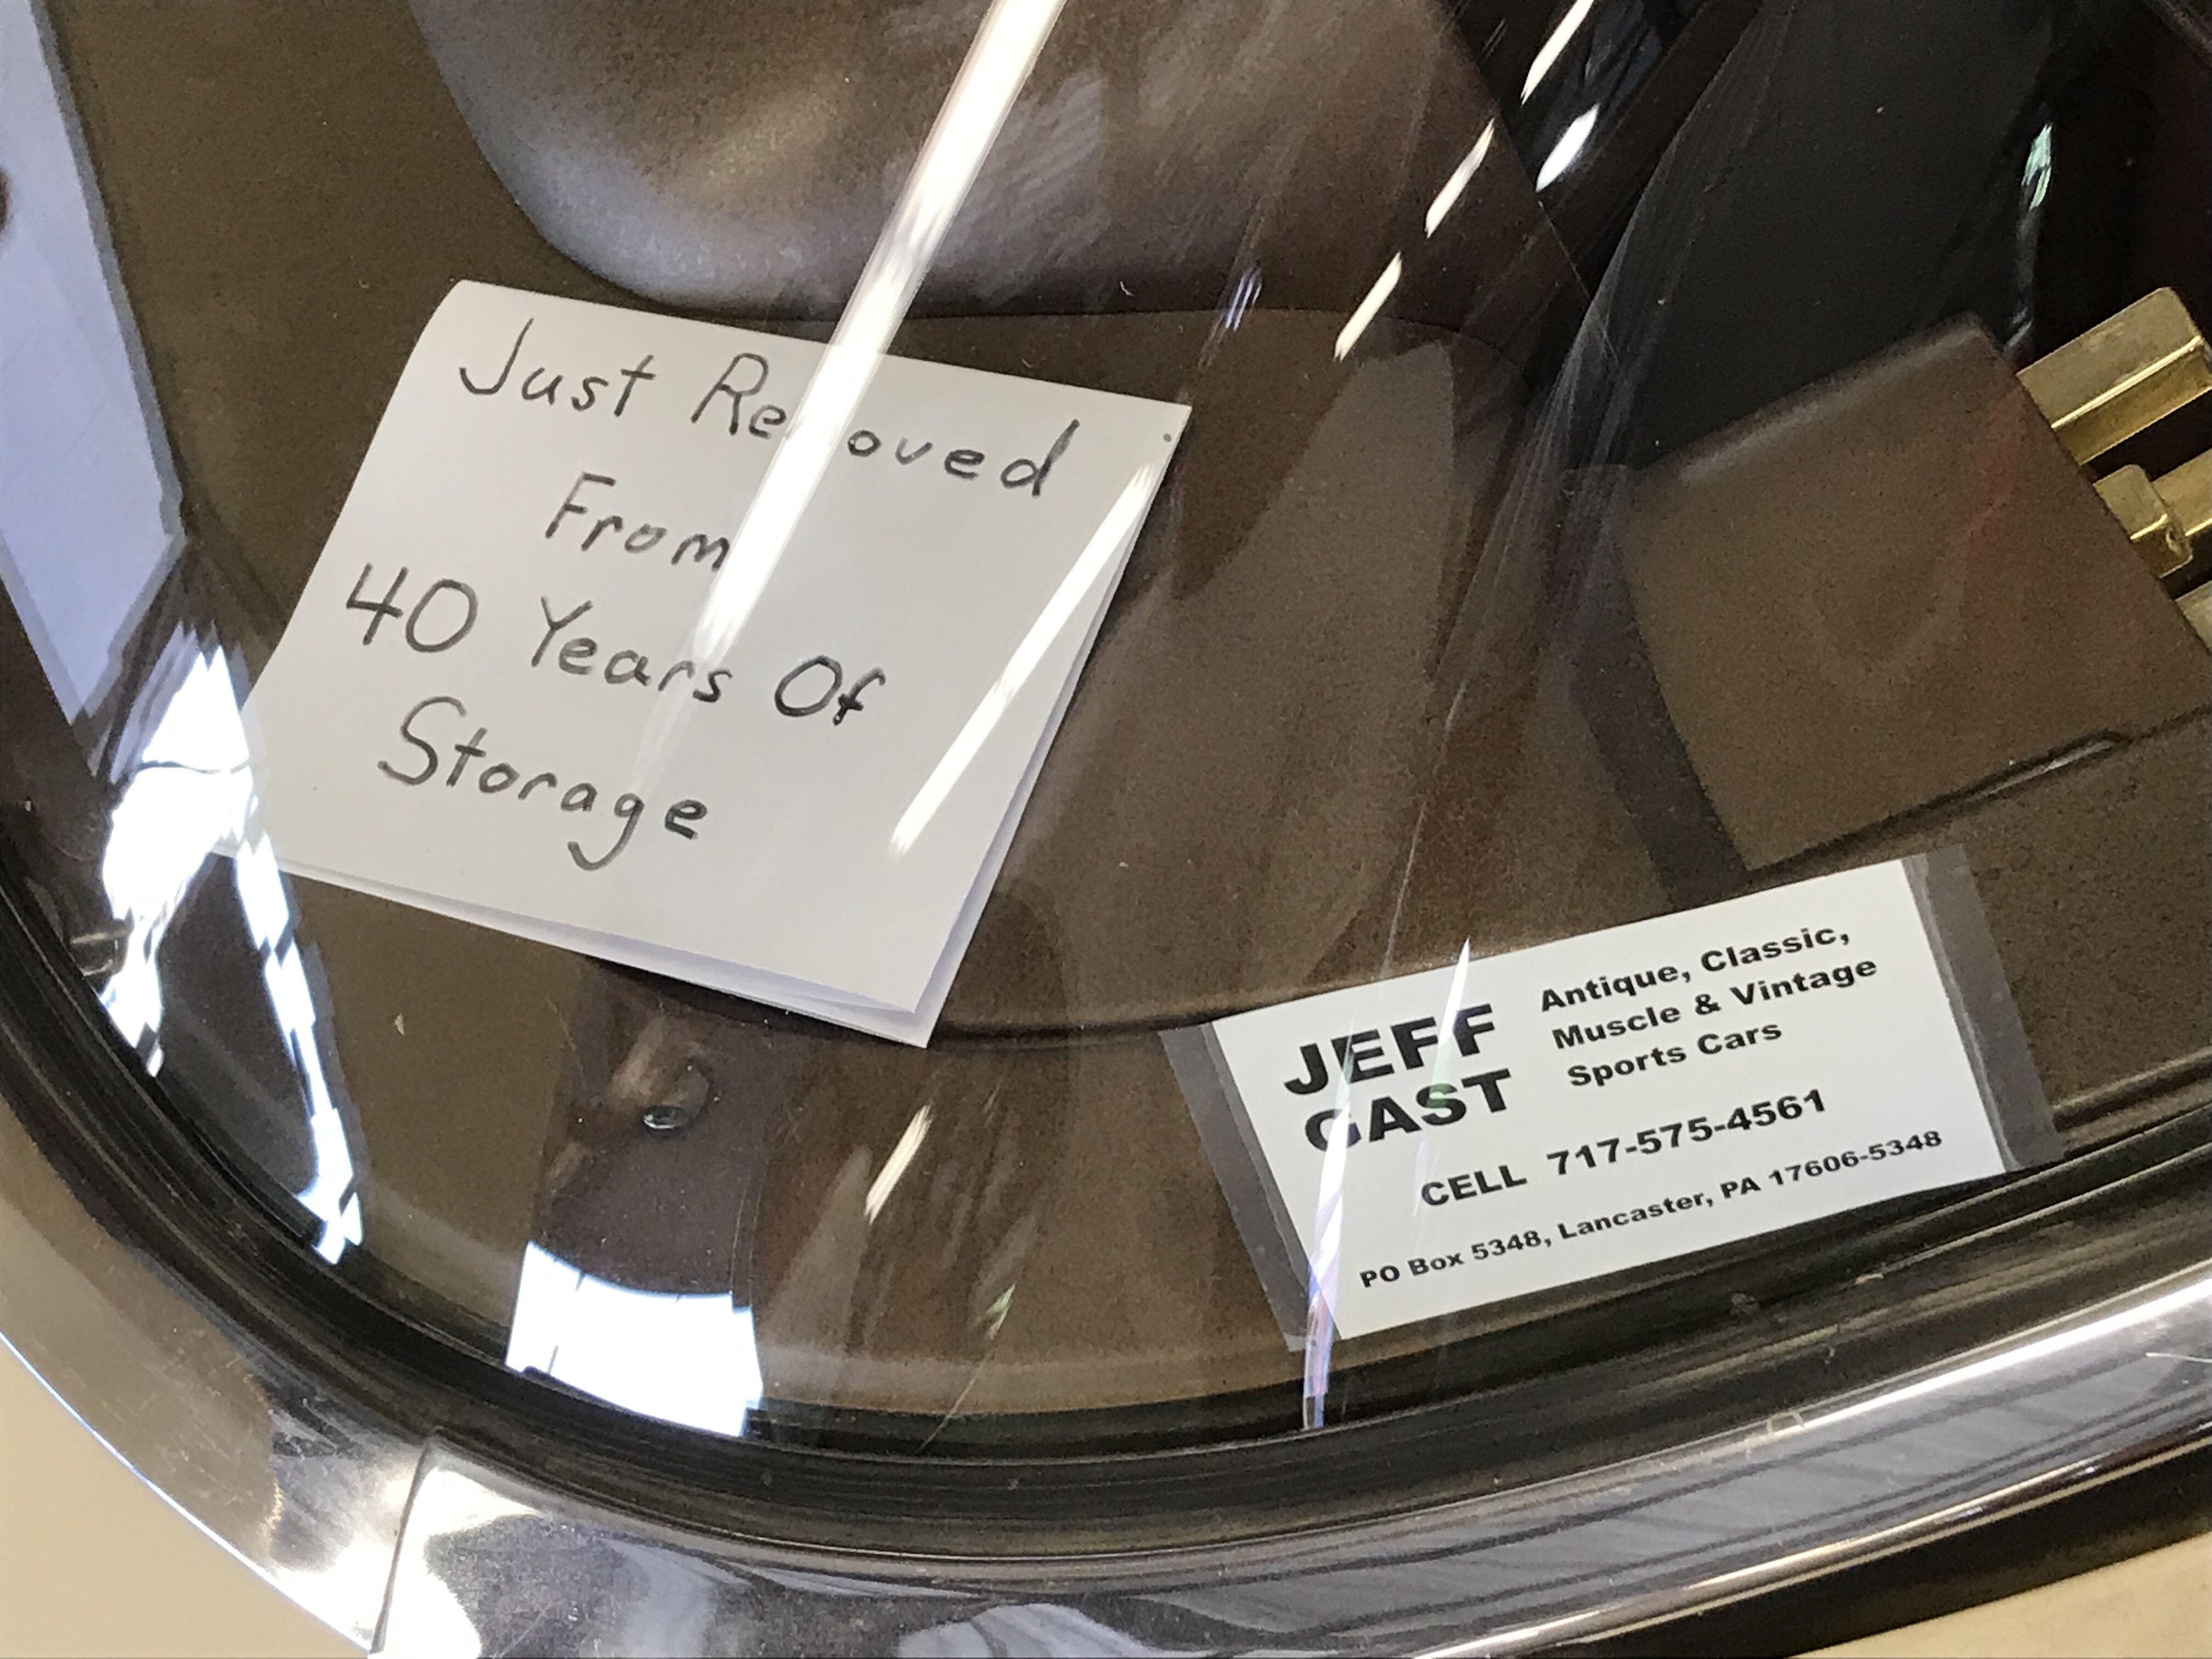 Just Removed
From
40 Years Of
Storage
JEFF
GAST
Antique, Classic,
Muscle & Vintage
Sports Cars
CELL 717-575-4561
PO Box 5348, Lancaster, PA 17606-5348